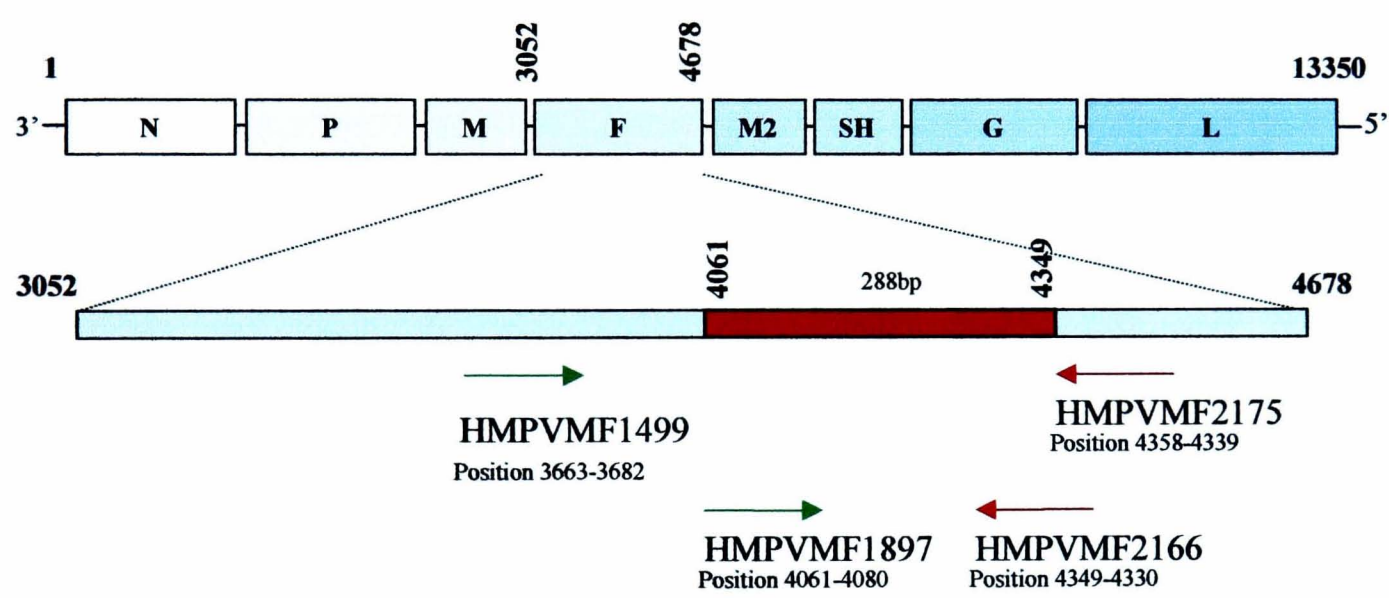 3052
4678
1
13350
3’ N P M F M2 SH G L 5’
4061
4349
3052
288bp
4678
HMPVMF1499
Position 3663-3682
HMPVMF2175
Position 4358-4339
HMPVMF1897
Position 4061-4080
HMPVMF2166
Position 4349-4330